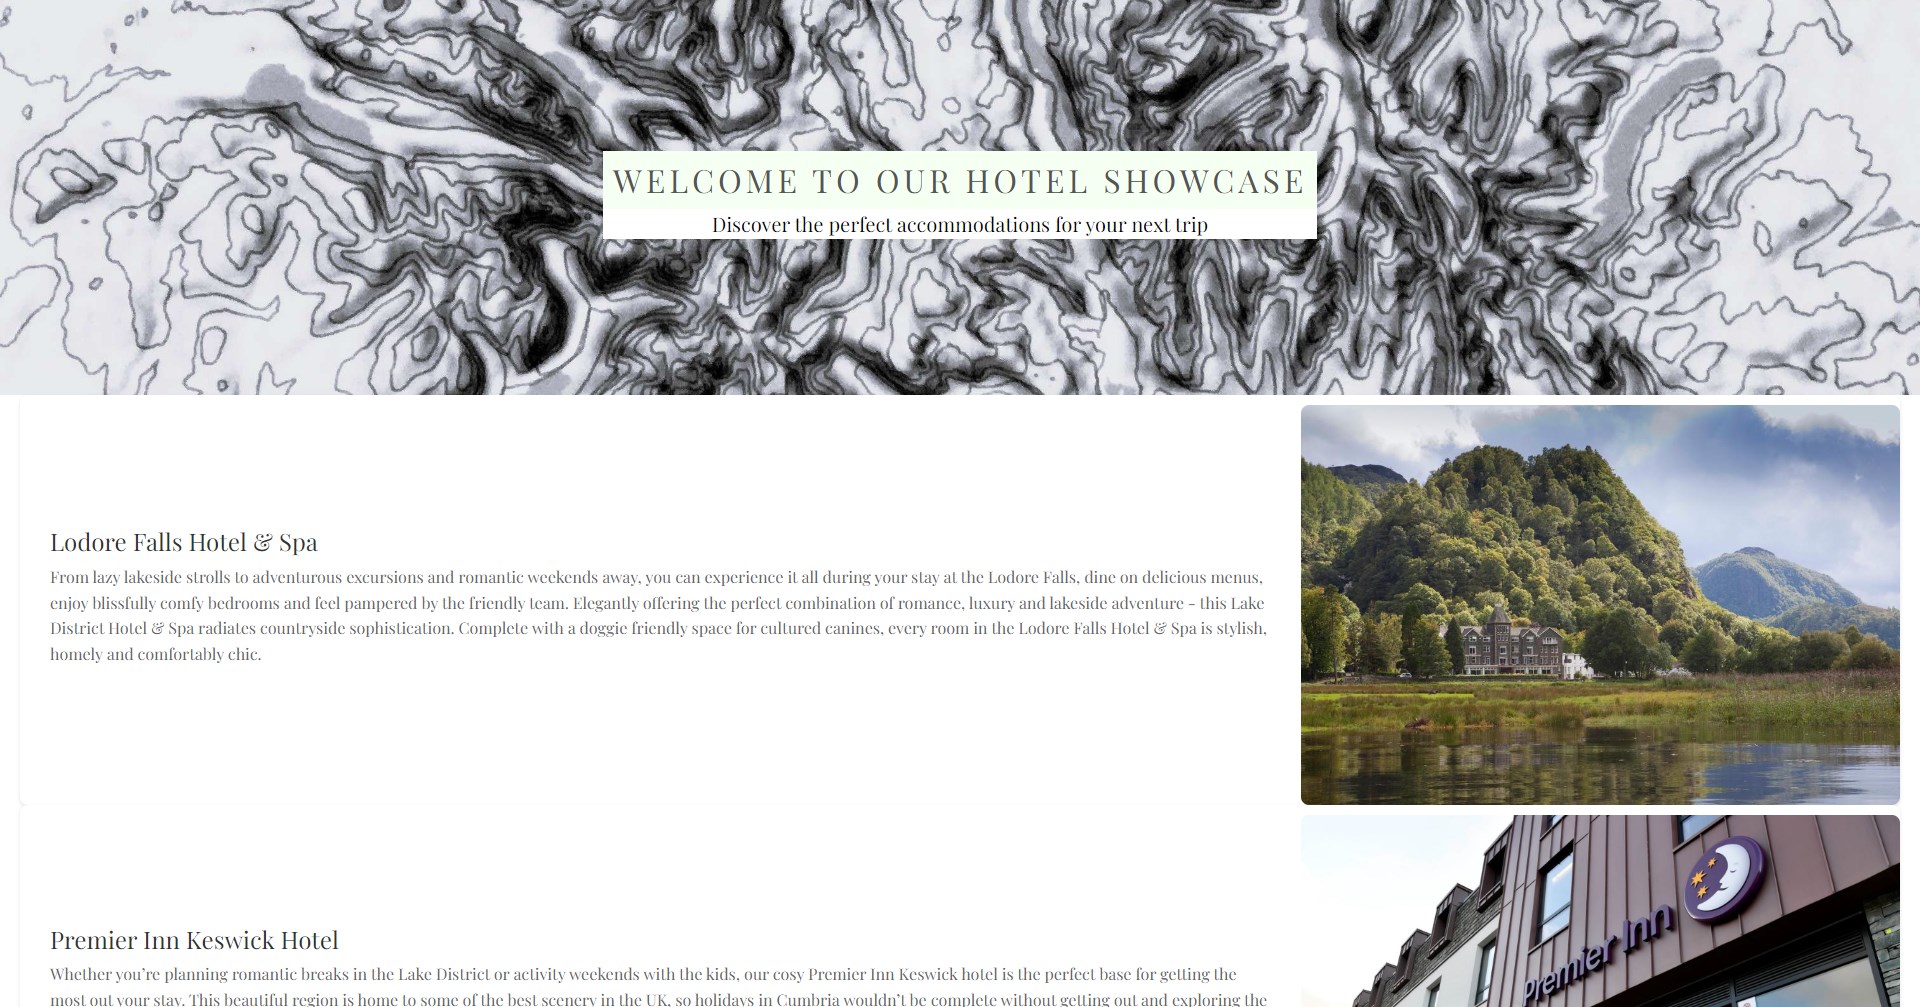 WELCOME TO OUR HOTEL SHOWCASE
Discover the perfect accommodations for your next trip
Lodore Falls Hotel & Spa
From lazy lakeside strolls to adventurous excursions and romantic weekends away, you can experience it all during your stay at the Lodore Falls, dine on delicious menus,
enjoy blissfully comfy bedrooms and feel pampered by the friendly team. Elegantly offering the perfect combination of romance, luxury and lakeside adventure - this Lake
District Hotel & Spa radiates countryside sophistication. Complete with a doggie friendly space for cultured canines, every room in the Lodore Falls Hotel & Spa is stylish,
homely and comfortably chic.
Premier Inn
Premier Inn Keswick Hotel
Whether you’re planning romantic breaks in the Lake District or activity weekends with the kids, our cosy Premier Inn Keswick hotel is the perfect base for getting the
most out your stay. This beautiful region is home to some of the best scenery in the UK, so holidays in Cumbria wouldn’t be complete without getting out and exploring the